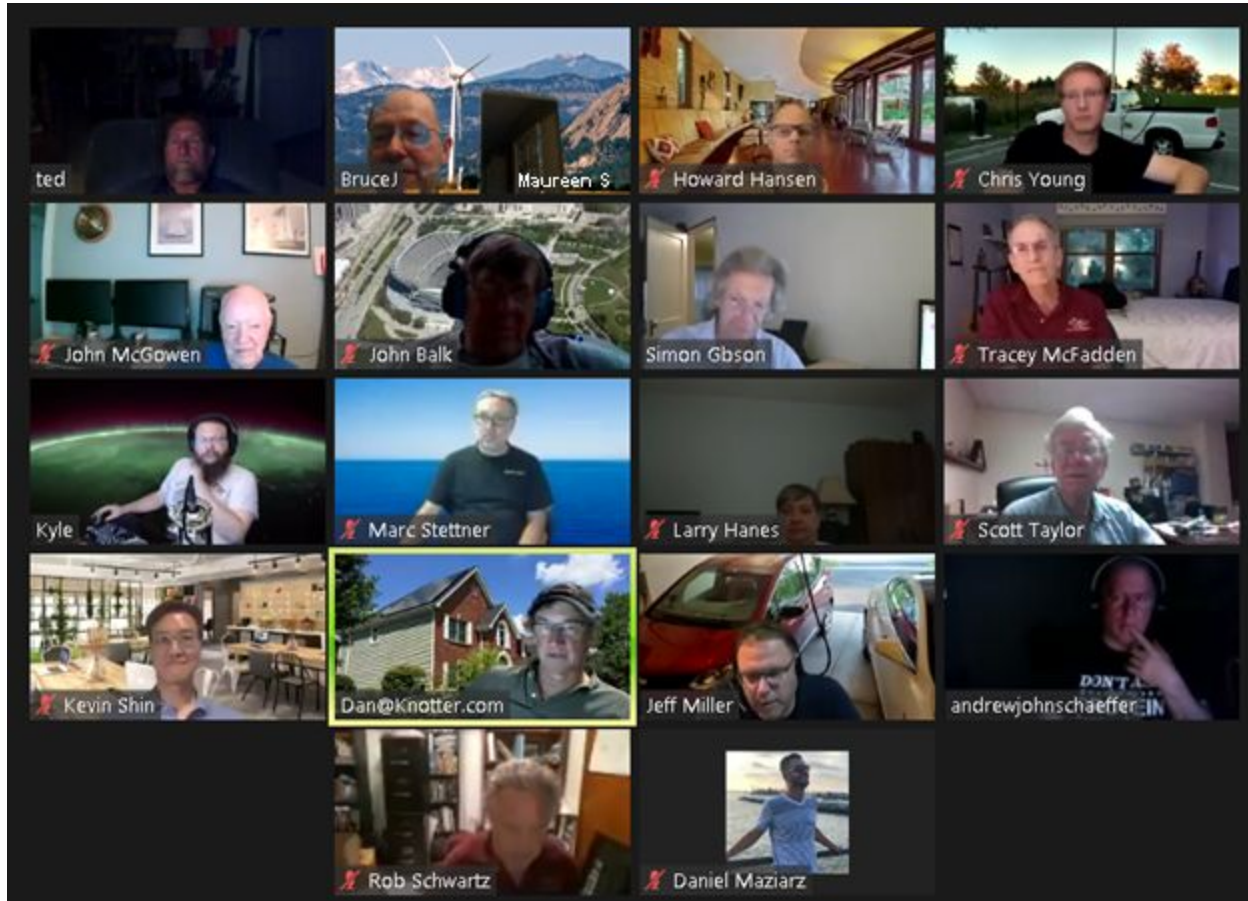 ted
BruceJ
Maureen S
Howard Hansen
Chris Young
John McGowen
John Balk
Simon Gbson
Tracey McFadden
Kyle
Marc Stettner
Larry Hanes
Scott Taylor
Kevin Shin
Dan@Knotter.com
Jeff Miller
DON'T
andrewjohnschaeffer
Rob Schwartz
Daniel Maziarz